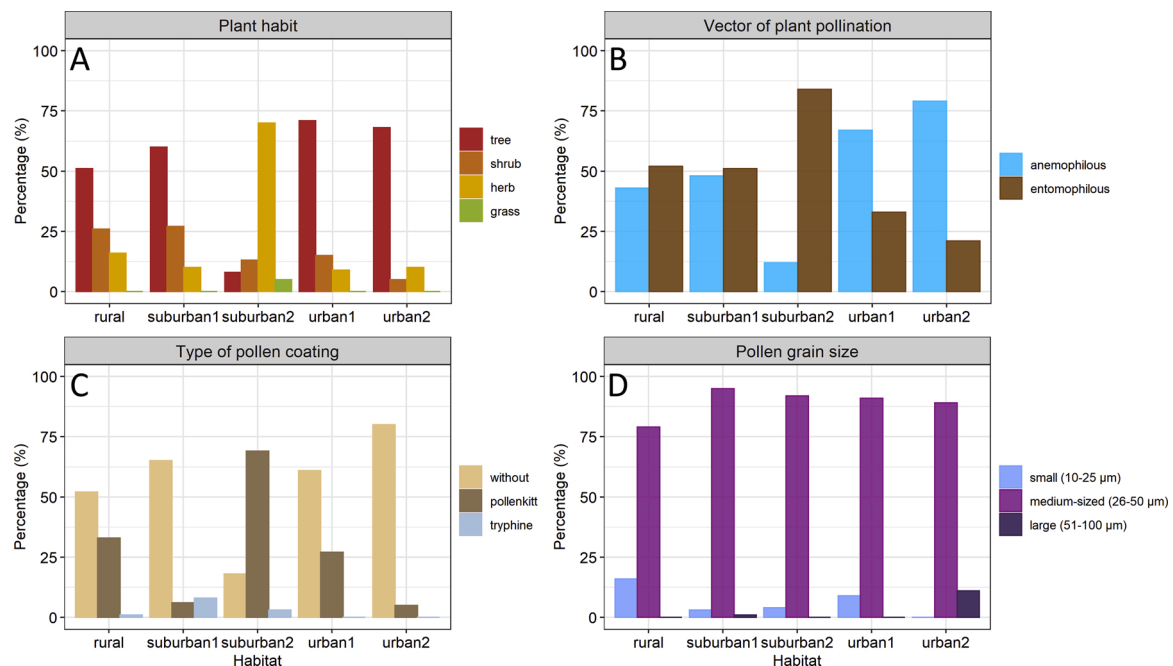 Plant habit
A
Percentage (%)
100
75
50
25
0
rural suburban1 suburban2 urban1 urban2
tree
shrub
herb
grass
Vector of plant pollination
B
Percentage (%)
100
75
50
25
0
rural suburban1 suburban2 urban1 urban2
anemophilous
entomophilous
Type of pollen coating
C
Percentage (%)
100
75
50
25
0
rural suburban1 suburban2 urban1 urban2
Habitat
without
pollenkitt
tryphine
Pollen grain size
D
Percentage (%)
100
75
50
25
0
rural suburban1 suburban2 urban1 urban2
Habitat
small (10-25 μm)
medium-sized (26-50 μm)
large (51-100 μm)